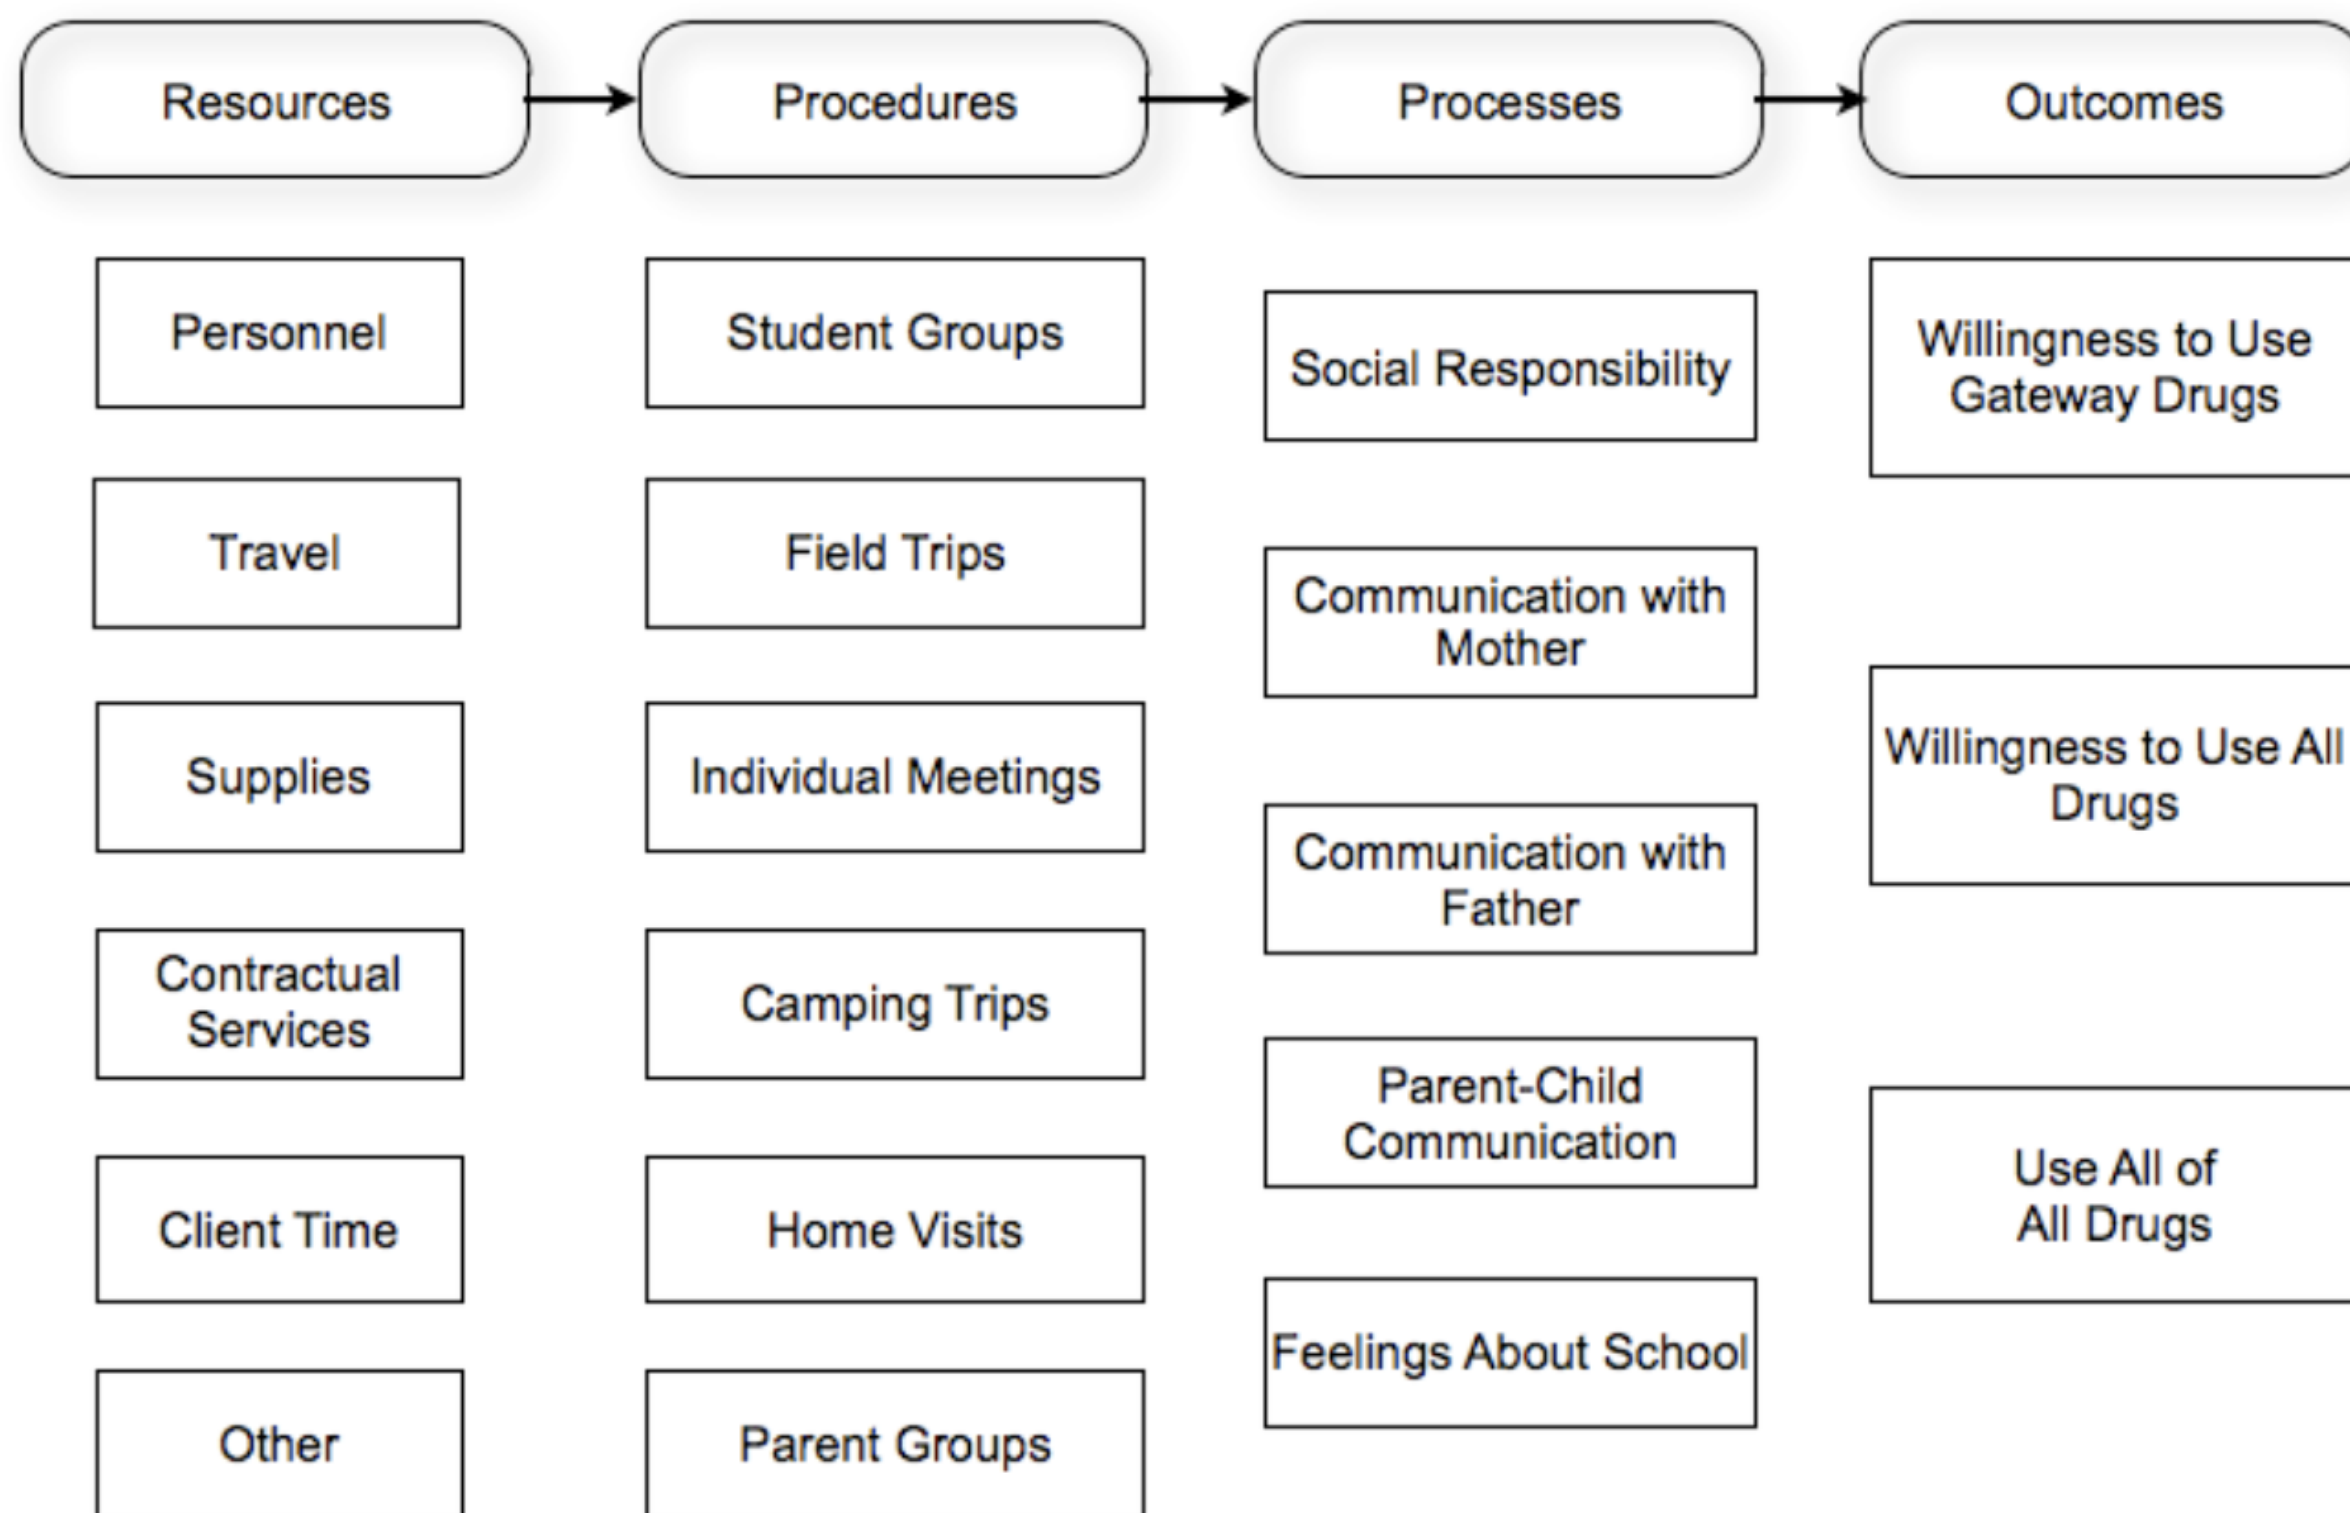 Resources
Procedures
Processes
Outcomes
Personnel
Travel
Supplies
Contractual
Services
Client Time
Other
Student Groups
Field Trips
Individual Meetings
Camping Trips
Home Visits
Parent Groups
Social Responsibility
Communication with
Mother
Communication with
Father
Parent-Child
Communication
Feelings About School
Willingness to Use
Gateway Drugs
Willingness to Use All
Drugs
Use All of
All Drugs